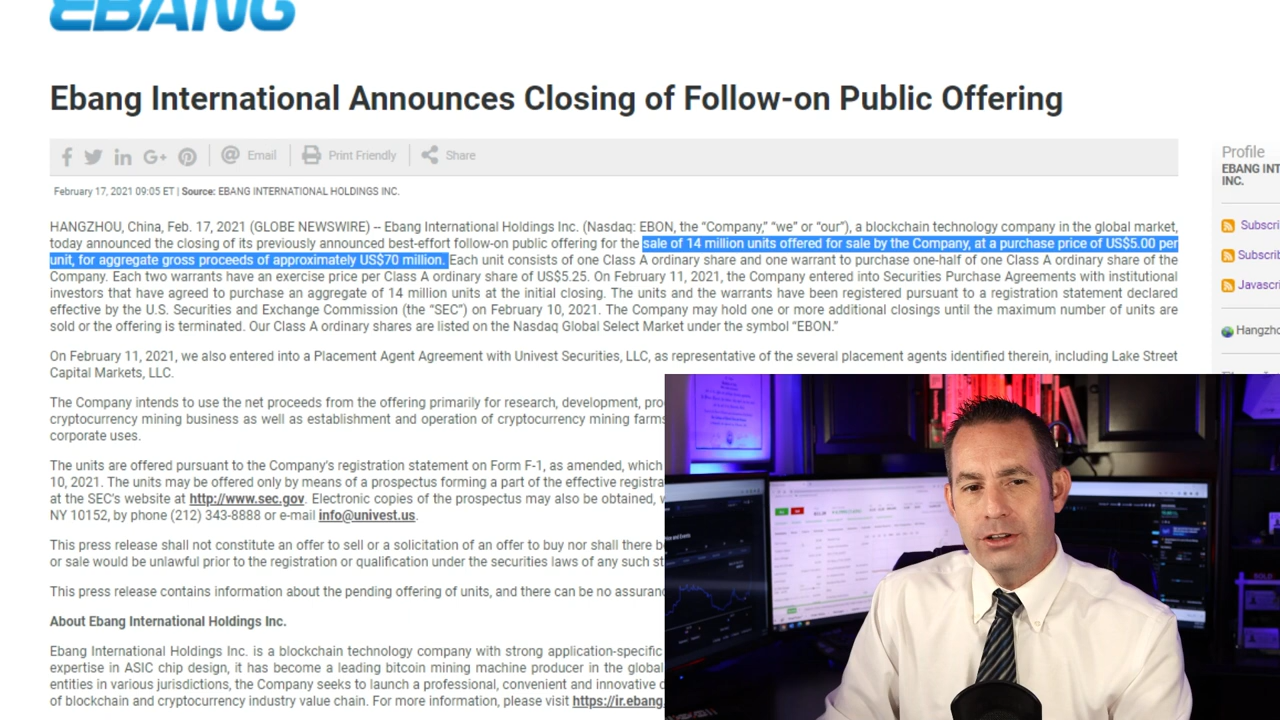 EBANG
Ebang International Announces Closing of Follow-on Public Offering
Email
Print Friendly
Share
February 17, 2021 09:05 ET | Source: EBANG INTERNATIONAL HOLDINGS INC.
HANGZHOU, China, Feb. 17, 2021 (GLOBE NEWSWIRE) -- Ebang International Holdings Inc. (Nasdaq: EBON, the “Company,” “we” or “our”), a blockchain technology company in the global market,
today announced the closing of its previously announced best-effort follow-on public offering for the sale of 14 million units offered for sale by the Company, at a purchase price of US$5.00 per
unit, for aggregate gross proceeds of approximately US$70 million. Each unit consists of one Class A ordinary share and one warrant to purchase one-half of one Class A ordinary share of the
Company. Each two warrants have an exercise price per Class A ordinary share of US$5.25. On February 11, 2021, the Company entered into Securities Purchase Agreements with institutional
investors that have agreed to purchase an aggregate of 14 million units at the initial closing. The units and the warrants have been registered pursuant to a registration statement declared
effective by the U.S. Securities and Exchange Commission (the “SEC”) on February 10, 2021. The Company may hold one or more additional closings until the maximum number of units are
sold or the offering is terminated. Our Class A ordinary shares are listed on the Nasdaq Global Select Market under the symbol “EBON.”
On February 11, 2021, we also entered into a Placement Agent Agreement with Univest Securities, LLC, as representative of the several placement agents identified therein, including Lake Street
Capital Markets, LLC.
The Company intends to use the net proceeds from the offering primarily for research, development, pro
cryptocurrency mining business as well as establishment and operation of cryptocurrency mining farms
corporate uses.
The units are offered pursuant to the Company’s registration statement on Form F-1, as amended, which
10, 2021. The units may be offered only by means of a prospectus forming a part of the effective registra
at the SEC’s website at http://www.sec.gov. Electronic copies of the prospectus may also be obtained, w
NY 10152, by phone (212) 343-8888 or e-mail info@univest.us.
This press release shall not constitute an offer to sell or a solicitation of an offer to buy nor shall there b
or sale would be unlawful prior to the registration or qualification under the securities laws of any such st
This press release contains information about the pending offering of units, and there can be no assuran
About Ebang International Holdings Inc.
Ebang International Holdings Inc. is a blockchain technology company with strong application-specific
expertise in ASIC chip design, it has become a leading bitcoin mining machine producer in the global
entities in various jurisdictions, the Company seeks to launch a professional, convenient and innovative d
of blockchain and cryptocurrency industry value chain. For more information, please visit https://ir.ebang.
Profile
EBANG INT
INC.
Subscri
Subscrib
Javascri
Hangzho